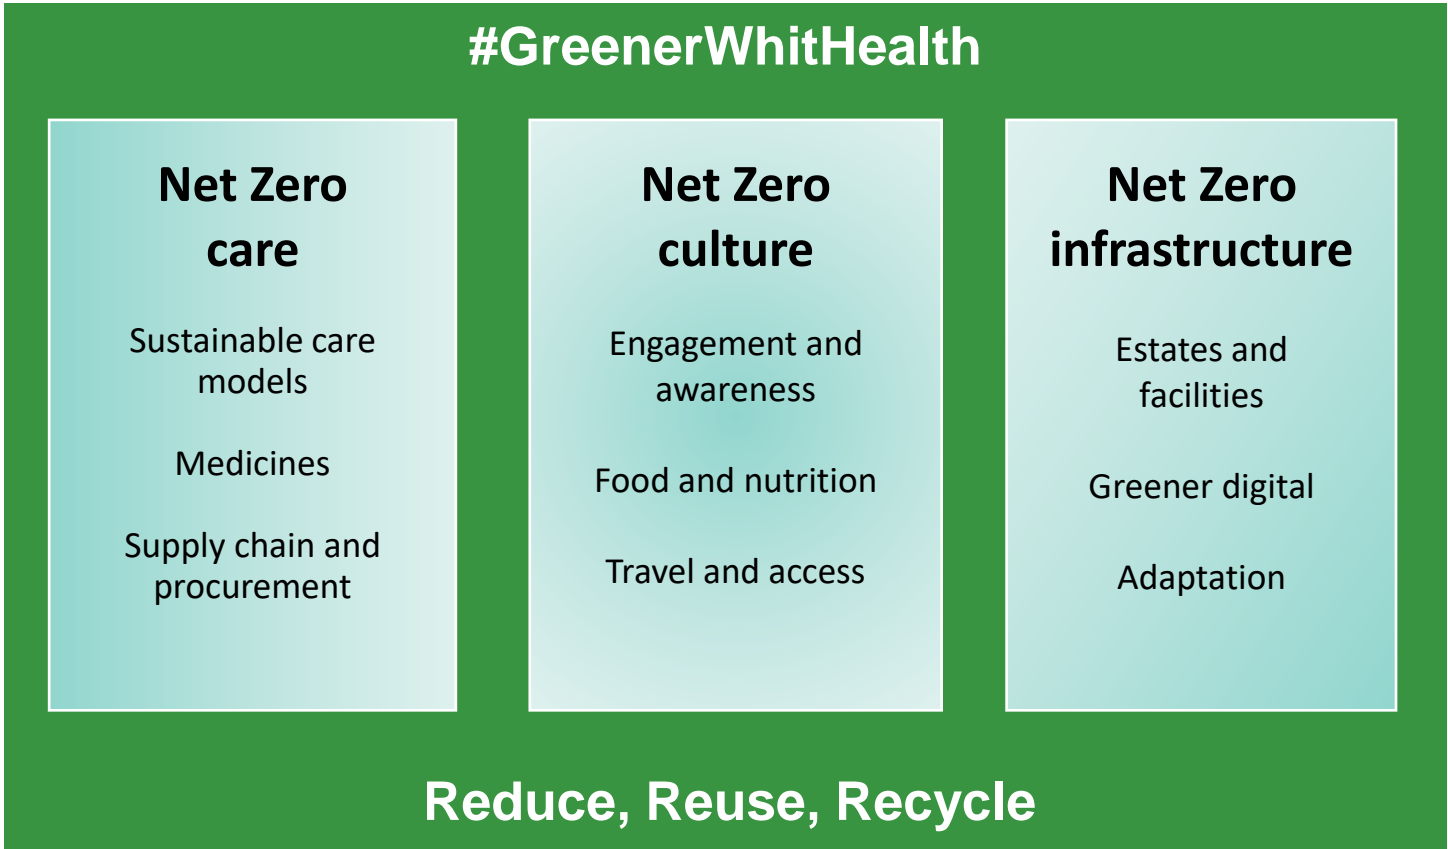 #GreenerWhitHealth
Net Zero
care
Sustainable care
models
Medicines
Supply chain and
procurement
Net Zero
culture
Engagement and
awareness
Food and nutrition
Travel and access
Net Zero
infrastructure
Estates and
facilities
Greener digital
Adaptation
Reduce, Reuse, Recycle